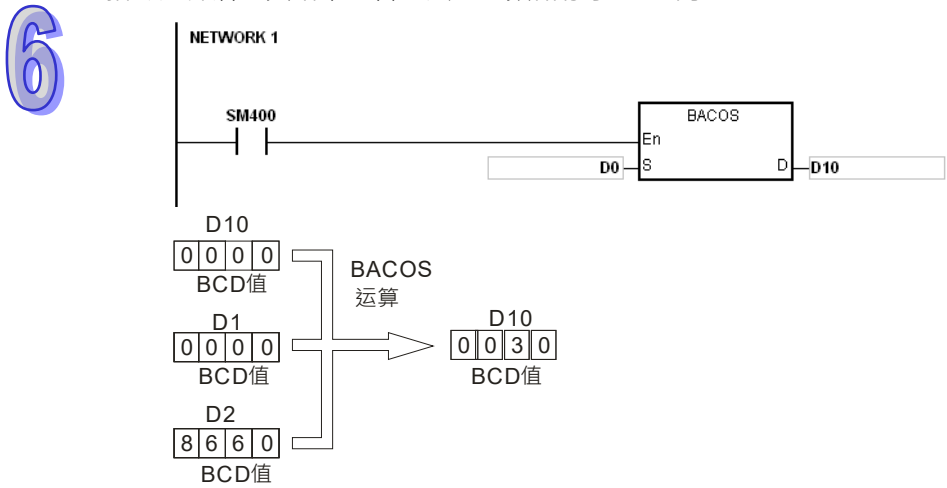 6
NETWORK 1
SM400
BACOS
En
D0 S D D10
D10
0 0 0 0
BCD值
BACOS
运算
D1
0 0 0 0
BCD值
D10
0 0 3 0
BCD值
D2
8 6 6 0
BCD值